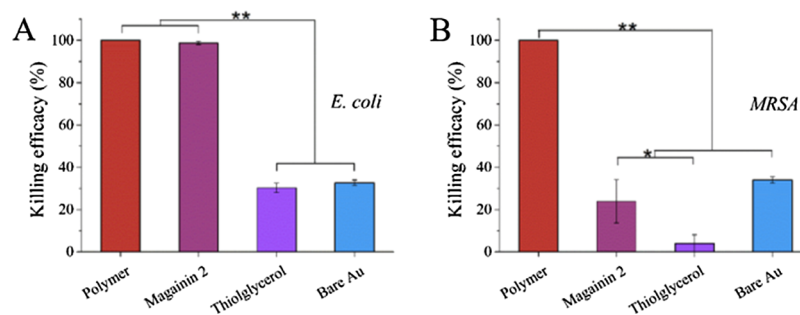 A
**
100
80
60
40
20
0
Killing efficacy (%)
E. coli
Polymer
Magainin 2
Thiolglycerol
Bare Au
B
**
*
100
80
60
40
20
0
Killing efficacy (%)
MRSA
Polymer
Magainin 2
Thiolglycerol
Bare Au